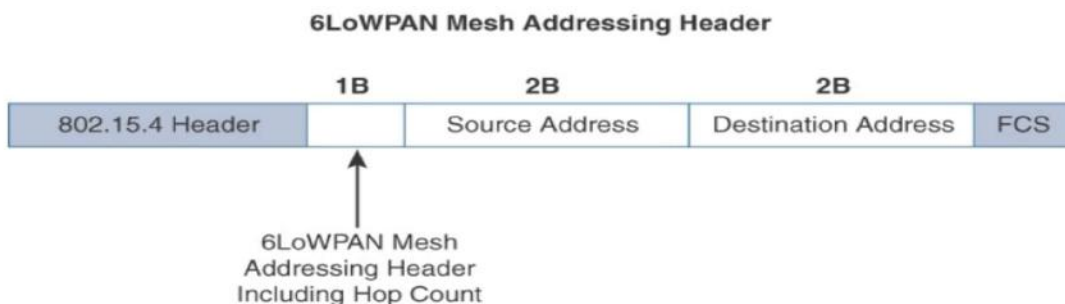 6LoWPAN Mesh Addressing Header
1B 2B 2B
802.15.4 Header Source Address Destination Address FCS
6LoWPAN Mesh
Addressing Header
Including Hop Count